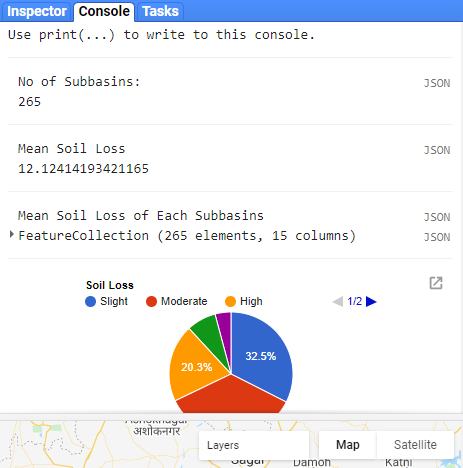 Inspector Console Tasks
Use print(...) to write to this console.
No of Subbasins: JSON
265
Mean Soil Loss JSON
12.12414193421165
Mean Soil Loss of Each Subbasins JSON
FeatureCollection (265 elements, 15 columns) JSON
Soil Loss
Slight Moderate High 1/2
32.5%
20.3%
Ashoknagar
अशोकनगर
Layers Map Satellite
Sagar Damoh Katni